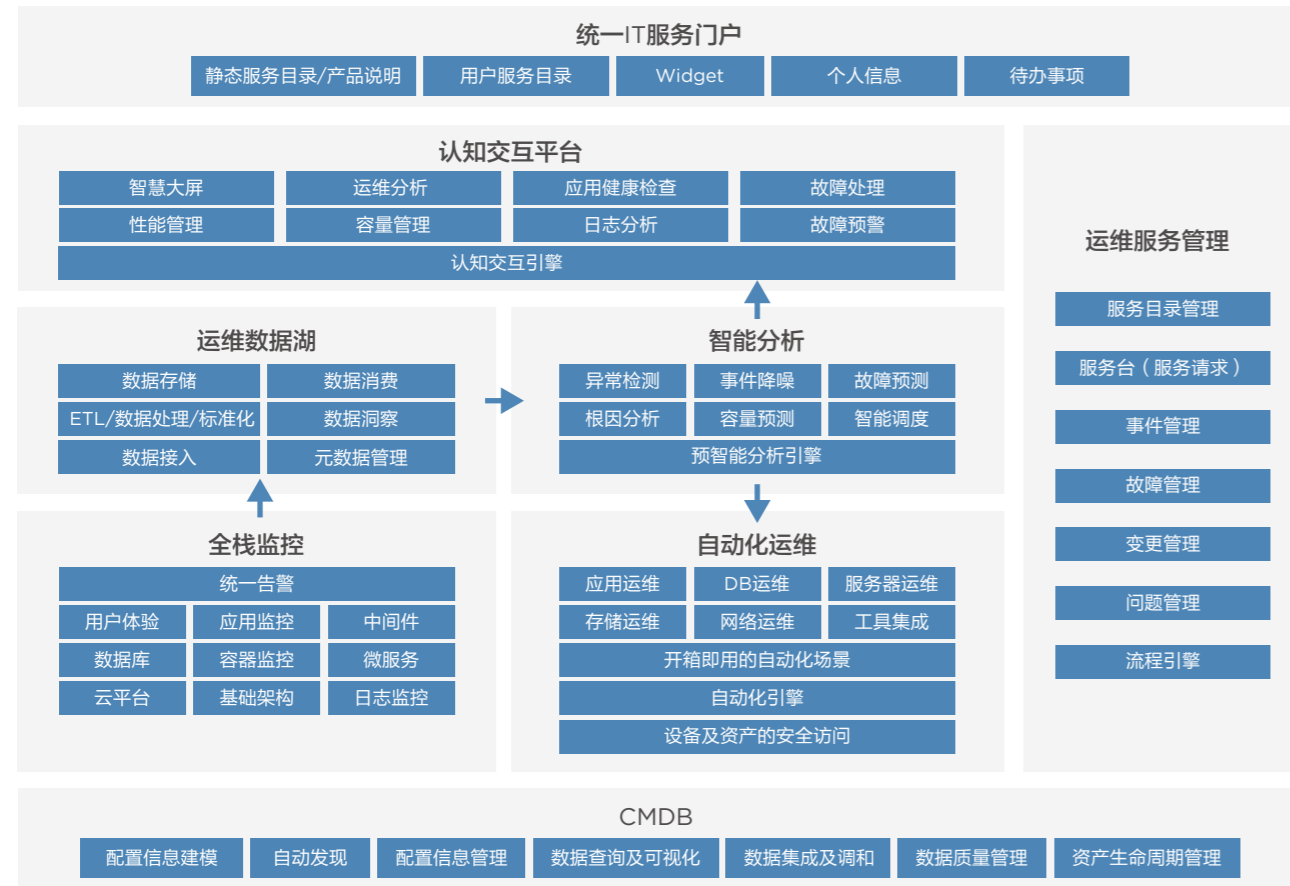 统一IT服务门户
静态服务目录/产品说明 用户服务目录 Widget 个人信息 待办事项
认知交互平台
智慧大屏 运维分析 应用健康检查 故障处理
性能管理 容量管理 日志分析 故障预警
认知交互引擎
运维数据湖
数据存储 数据消费
ETL/数据处理/标准化 数据洞察
数据接入 元数据管理
智能分析
异常检测 事件降噪 故障预测
根因分析 容量预测 智能调度
预智能分析引擎
全栈监控
统一告警
用户体验 应用监控 中间件
数据库 容器监控 微服务
云平台 基础架构 日志监控
自动化运维
应用运维 DB运维 服务器运维
存储运维 网络运维 工具集成
开箱即用的自动化场景
自动化引擎
设备及资产的安全访问
运维服务管理
服务目录管理
服务台（服务请求）
事件管理
故障管理
变更管理
问题管理
流程引擎
CMDB
配置信息建模 自动发现 配置信息管理 数据查询及可视化 数据集成及调和 数据质量管理 资产生命周期管理